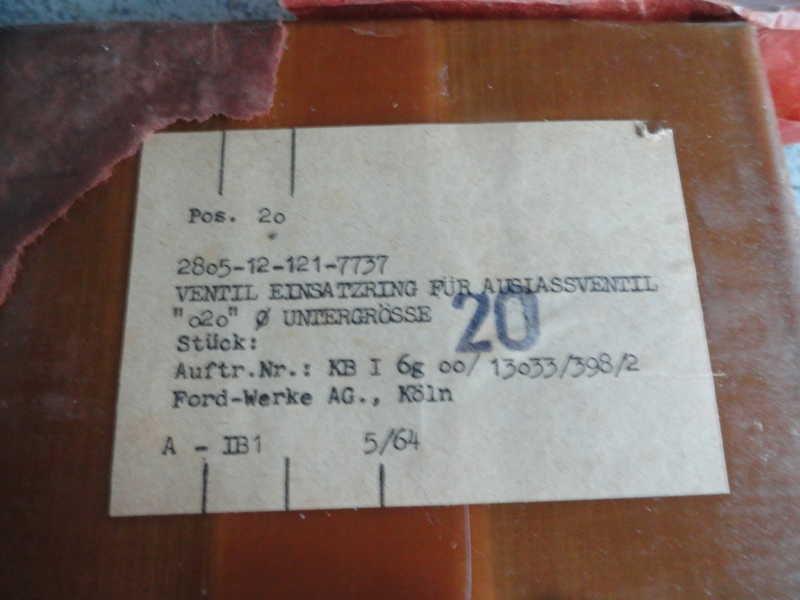 Pos. 2o
28o5-12-121-7737
VENTIL EINSATZRING FÜR AUSLASSVENTIL
"o2o" Ø UNTERGRÖSSE
20
Stück:
Auftr.Nr.: KB I 6g oo/ 13o33/398/2
Ford-Werke AG., Köln
A - IB1 5/64